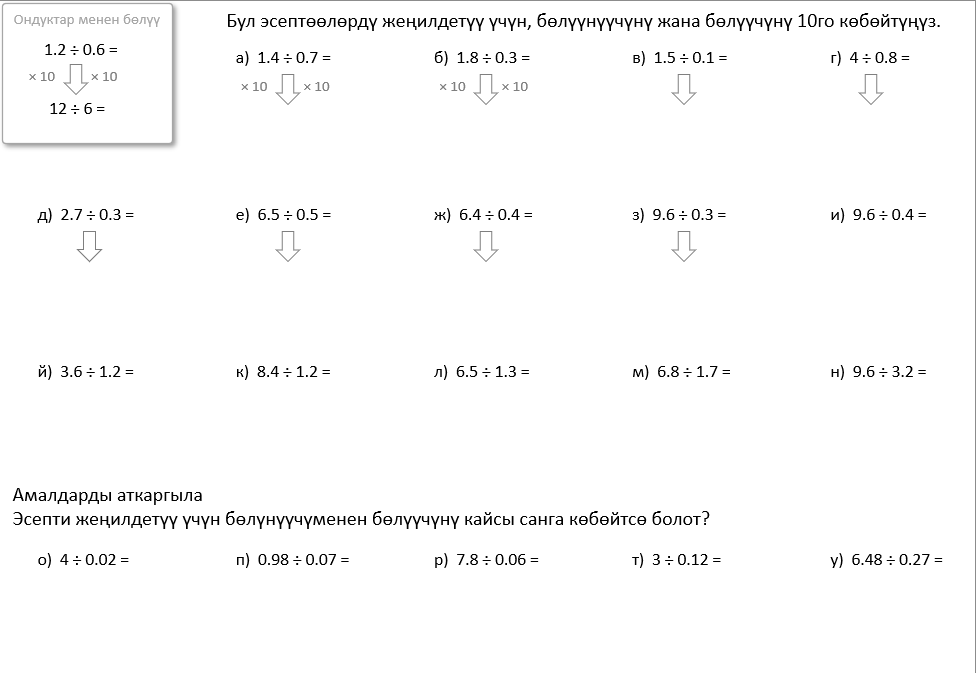 Ондуктар менен бөлүү
1.2 ÷ 0.6 =
× 10 × 10
12 ÷ 6 =
Бул эсептөөлөрдү жеңилдетүү үчүн, бөлүүнүүчүнү жана бөлүүчүнү 10го көбөйтүңүз.
а) 1.4 ÷ 0.7 = б) 1.8 ÷ 0.3 = в) 1.5 ÷ 0.1 = г) 4 ÷ 0.8 =
× 10 × 10 × 10 × 10
д) 2.7 ÷ 0.3 = е) 6.5 ÷ 0.5 = ж) 6.4 ÷ 0.4 = з) 9.6 ÷ 0.3 = и) 9.6 ÷ 0.4 =
й) 3.6 ÷ 1.2 = к) 8.4 ÷ 1.2 = л) 6.5 ÷ 1.3 = м) 6.8 ÷ 1.7 = н) 9.6 ÷ 3.2 =
Амалдарды аткаргыла
Эсепти жеңилдетүү үчүн бөлүнүүчүменен бөлүүчүнү кайсы санга көбөйтсө болот?
о) 4 ÷ 0.02 = п) 0.98 ÷ 0.07 = р) 7.8 ÷ 0.06 = т) 3 ÷ 0.12 = у) 6.48 ÷ 0.27 =